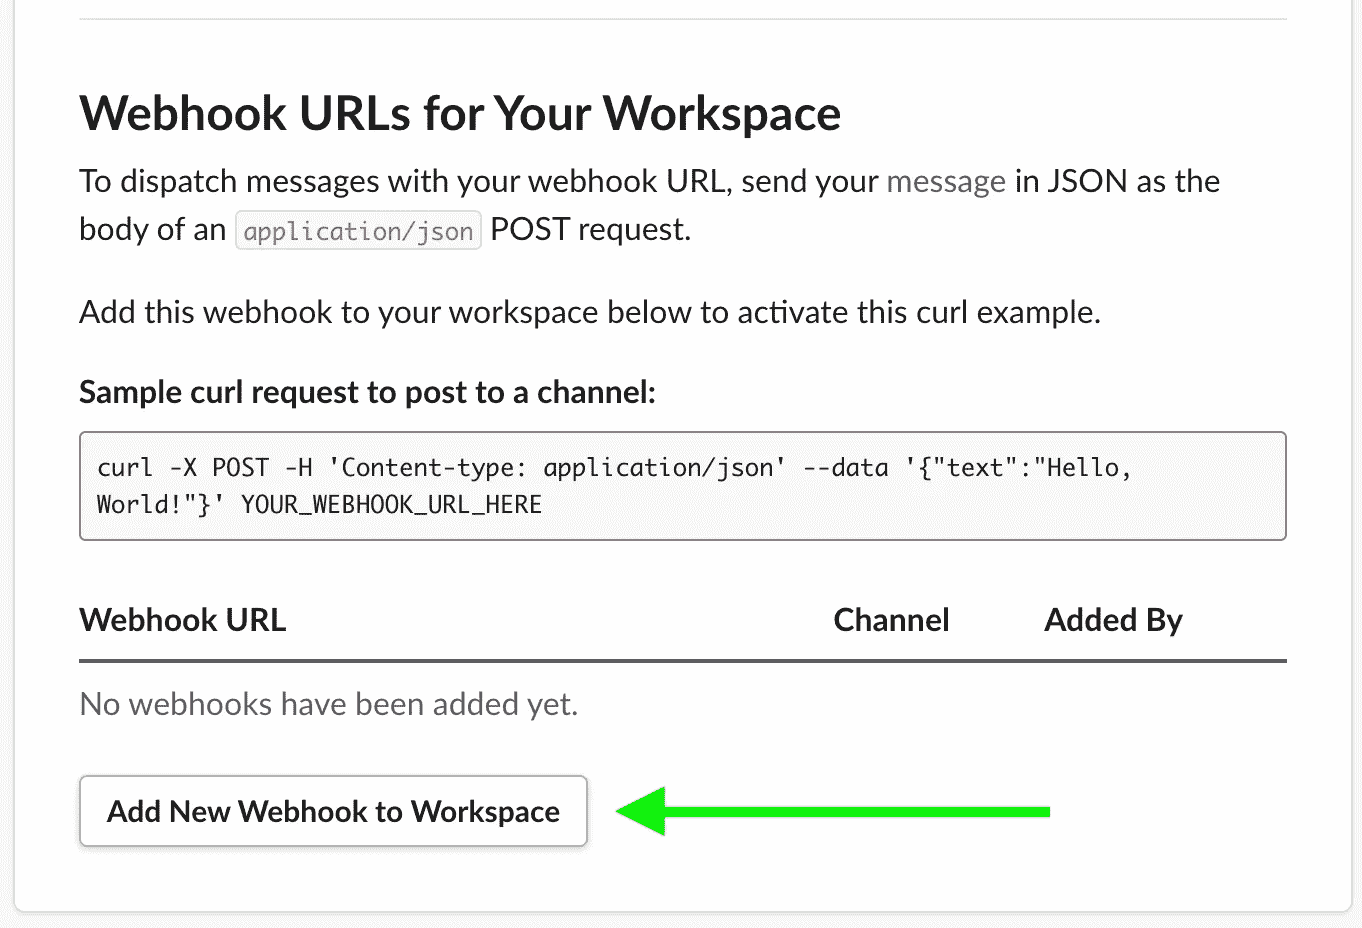 Webhook URLs for Your Workspace
To dispatch messages with your webhook URL, send your message in JSON as the
body of an application/json POST request.
Add this webhook to your workspace below to activate this curl example.
Sample curl request to post to a channel:
curl -X POST -H 'Content-type: application/json' --data '{"text":"Hello,
World!"}' YOUR_WEBHOOK_URL_HERE
Webhook URL Channel Added By
No webhooks have been added yet.
Add New Webhook to Workspace